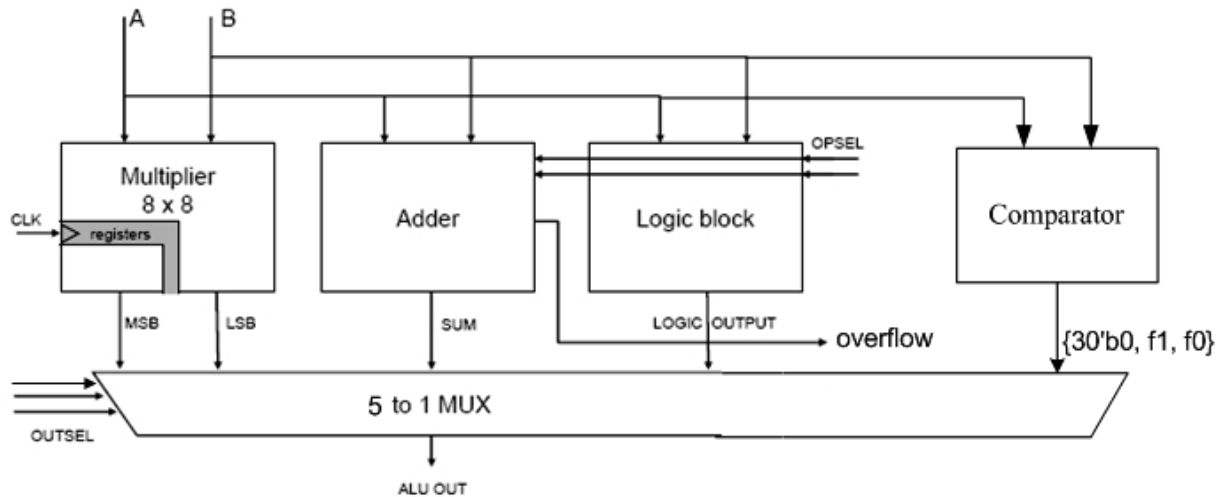 A
B
OPSEL
Multiplier
8 x 8
CLK
registers
Adder
Logic block
Comparator
MSB
LSB
SUM
LOGIC OUTPUT
overflow
{30'b0, f1, f0}
5 to 1 MUX
OUTSEL
ALU OUT